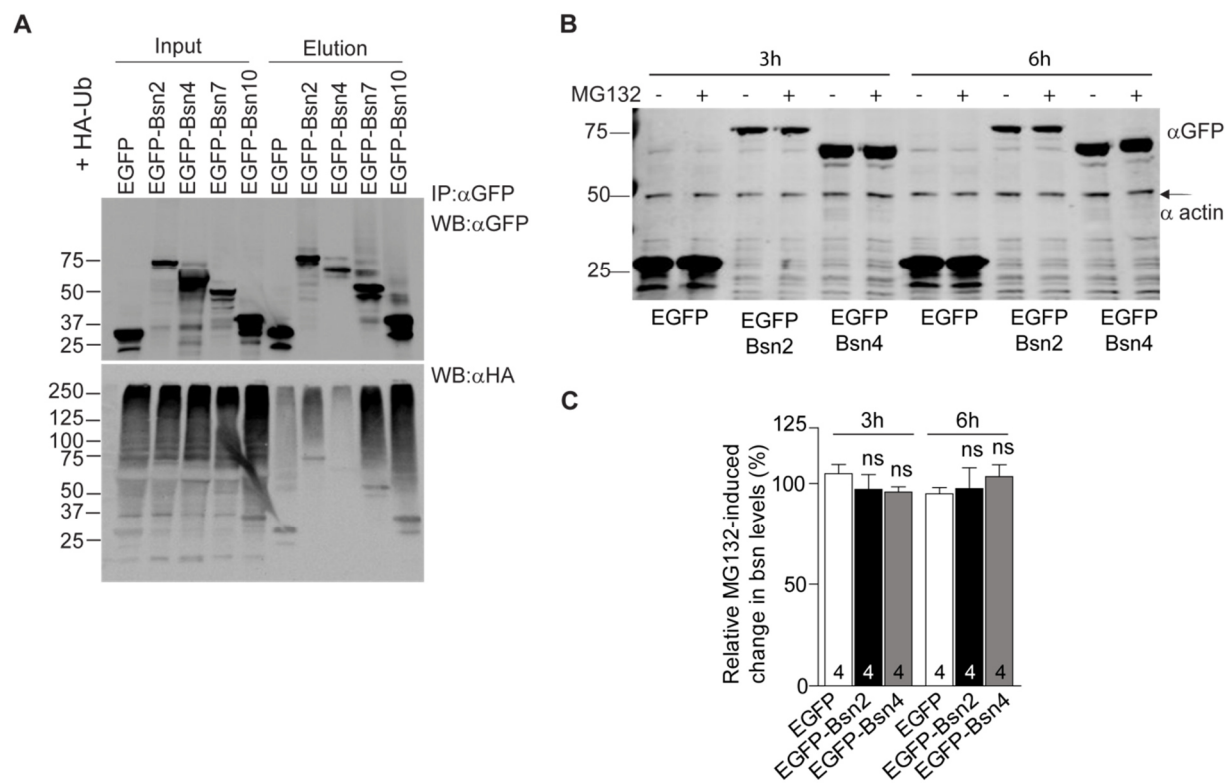 A
Input Elution
+ HA-Ub
EGFP
EGFP-Bsn2
EGFP-Bsn4
EGFP-Bsn7
EGFP-Bsn10
EGFP
EGFP-Bsn2
EGFP-Bsn4
EGFP-Bsn7
EGFP-Bsn10
IP:αGFP
WB:αGFP
75
50
37
25
WB:αHA
250
125
100
75
50
37
25
B
3h 6h
MG132 - + - + - + - + - + - +
75 αGFP
50
α actin
25
EGFP EGFP EGFP EGFP EGFP EGFP
Bsn2 Bsn4 Bsn2 Bsn4
C
Relative MG132-induced
change in bsn levels (%)
125
100
50
0
3h 6h
ns ns ns ns
4 4 4 4 4 4
EGFP
EGFP-Bsn2
EGFP-Bsn4
EGFP
EGFP-Bsn2
EGFP-Bsn4